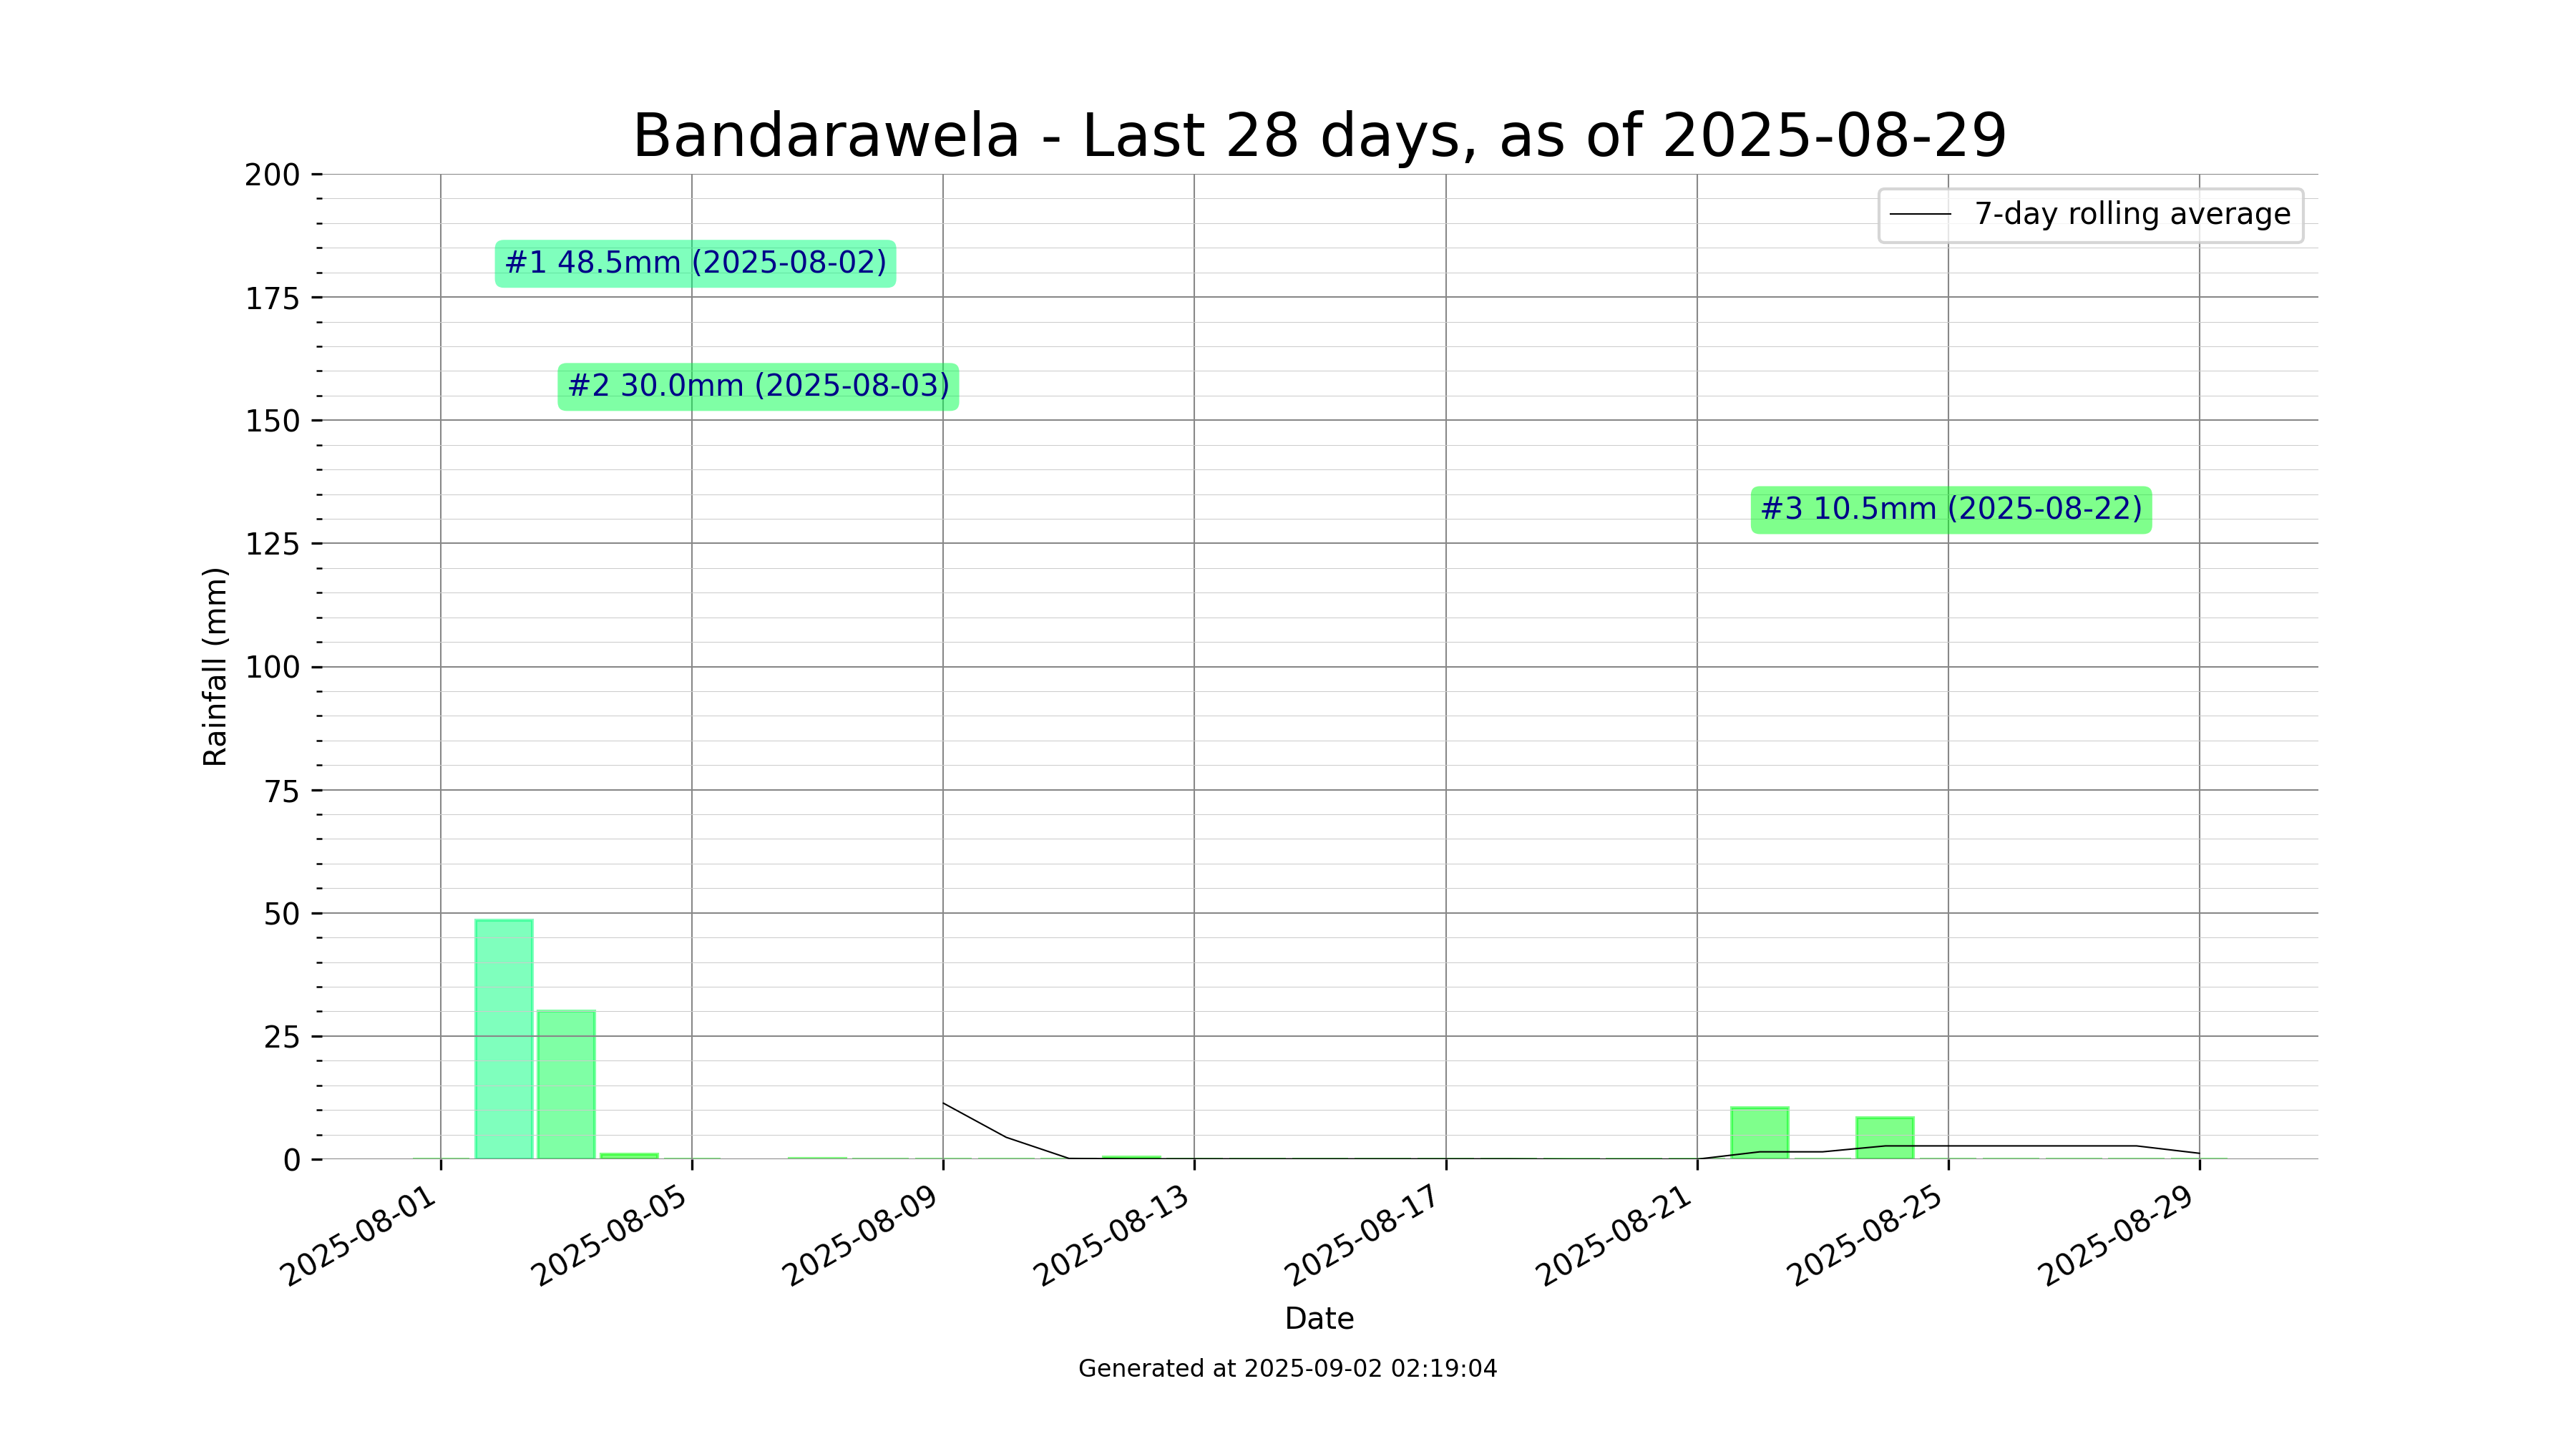 Bandarawela - Last 28 days, as of 2025-08-29
200
175
150
125
100
75
50
25
0
Rainfall (mm)
7-day rolling average
#1 48.5mm (2025-08-02)
#2 30.0mm (2025-08-03)
#3 10.5mm (2025-08-22)
2025-08-01
2025-08-05
2025-08-09
2025-08-13
2025-08-17
2025-08-21
2025-08-25
2025-08-29
Date
Generated at 2025-09-02 02:19:04